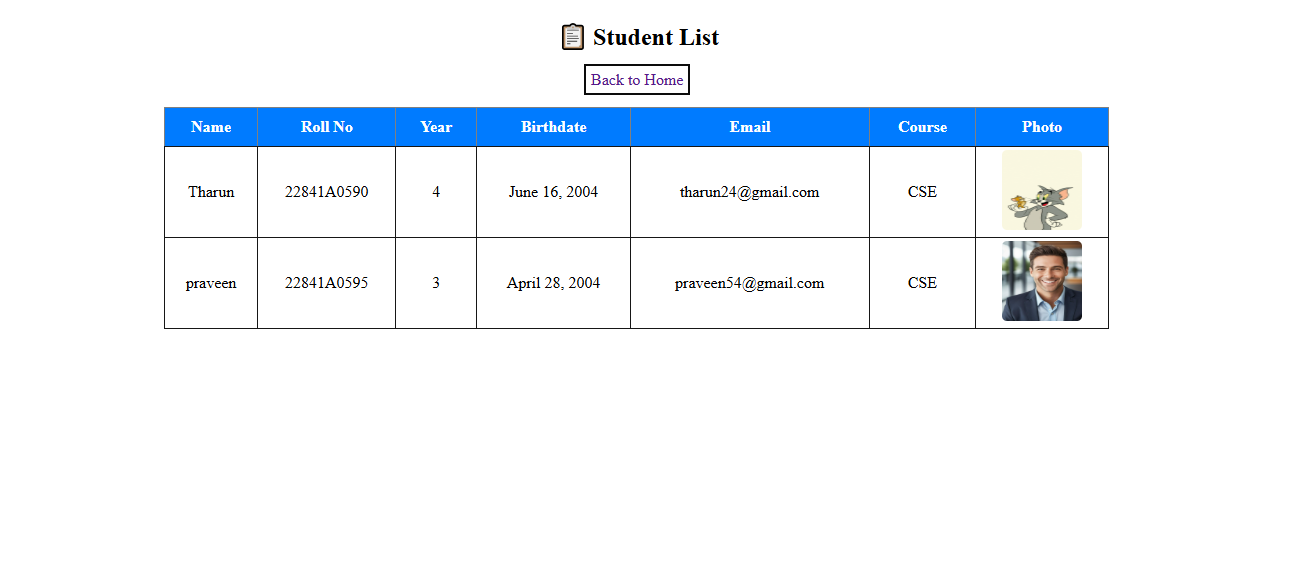 📋 Student List
Back to Home
Name Roll No Year Birthdate Email Course Photo
Tharun 22841A0590 4 June 16, 2004 tharun24@gmail.com CSE
praveen 22841A0595 3 April 28, 2004 praveen54@gmail.com CSE